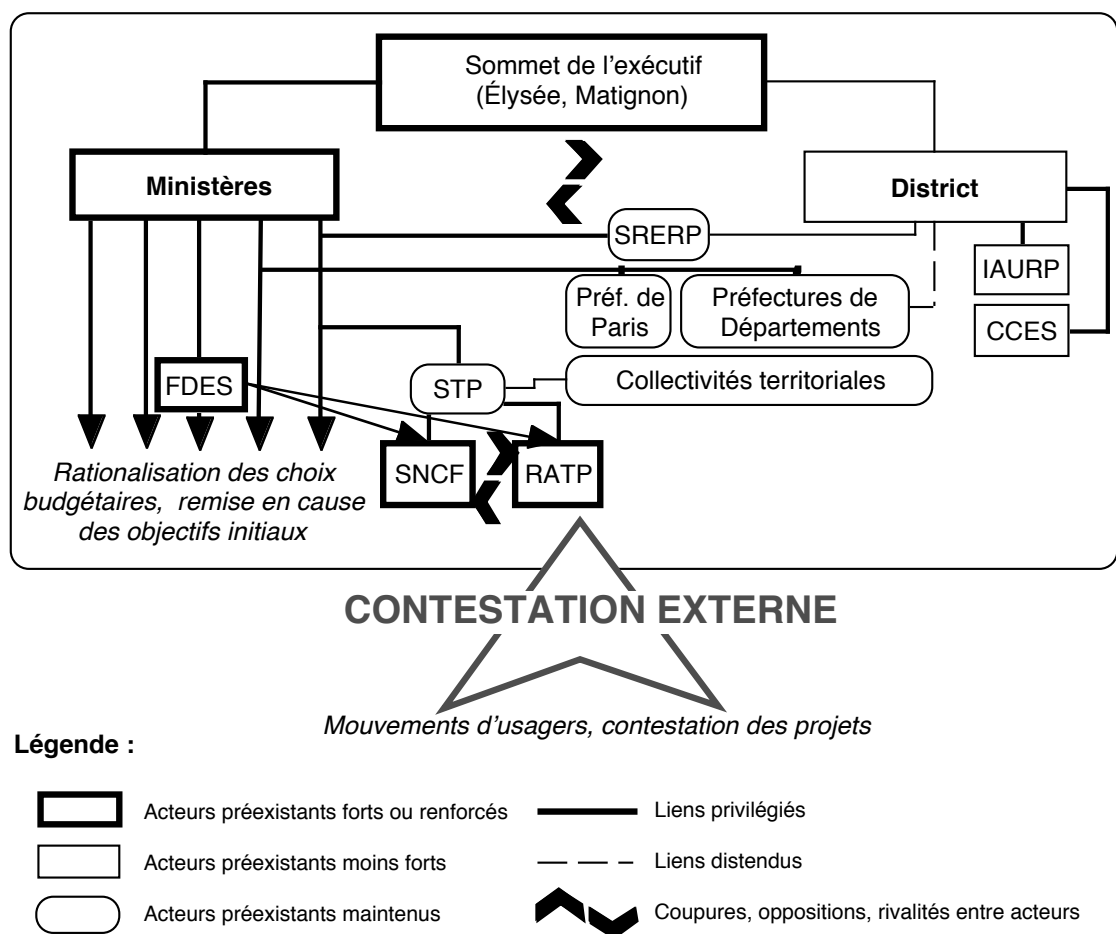 Sommet de l'exécutif
(Élysée, Matignon)
Ministères
District
SRERP
IAURP
Préf. de
Paris
Préfectures de
Départements
CCES
FDES
STP
Collectivités territoriales
SNCF
RATP
Rationalisation des choix
budgétaires, remise en cause
des objectifs initiaux
CONTESTATION EXTERNE
Mouvements d'usagers, contestation des projets
Légende :
Acteurs préexistants forts ou renforcés
Liens privilégiés
Acteurs préexistants moins forts
Liens distendus
Acteurs préexistants maintenus
Coupures, oppositions, rivalités entre acteurs